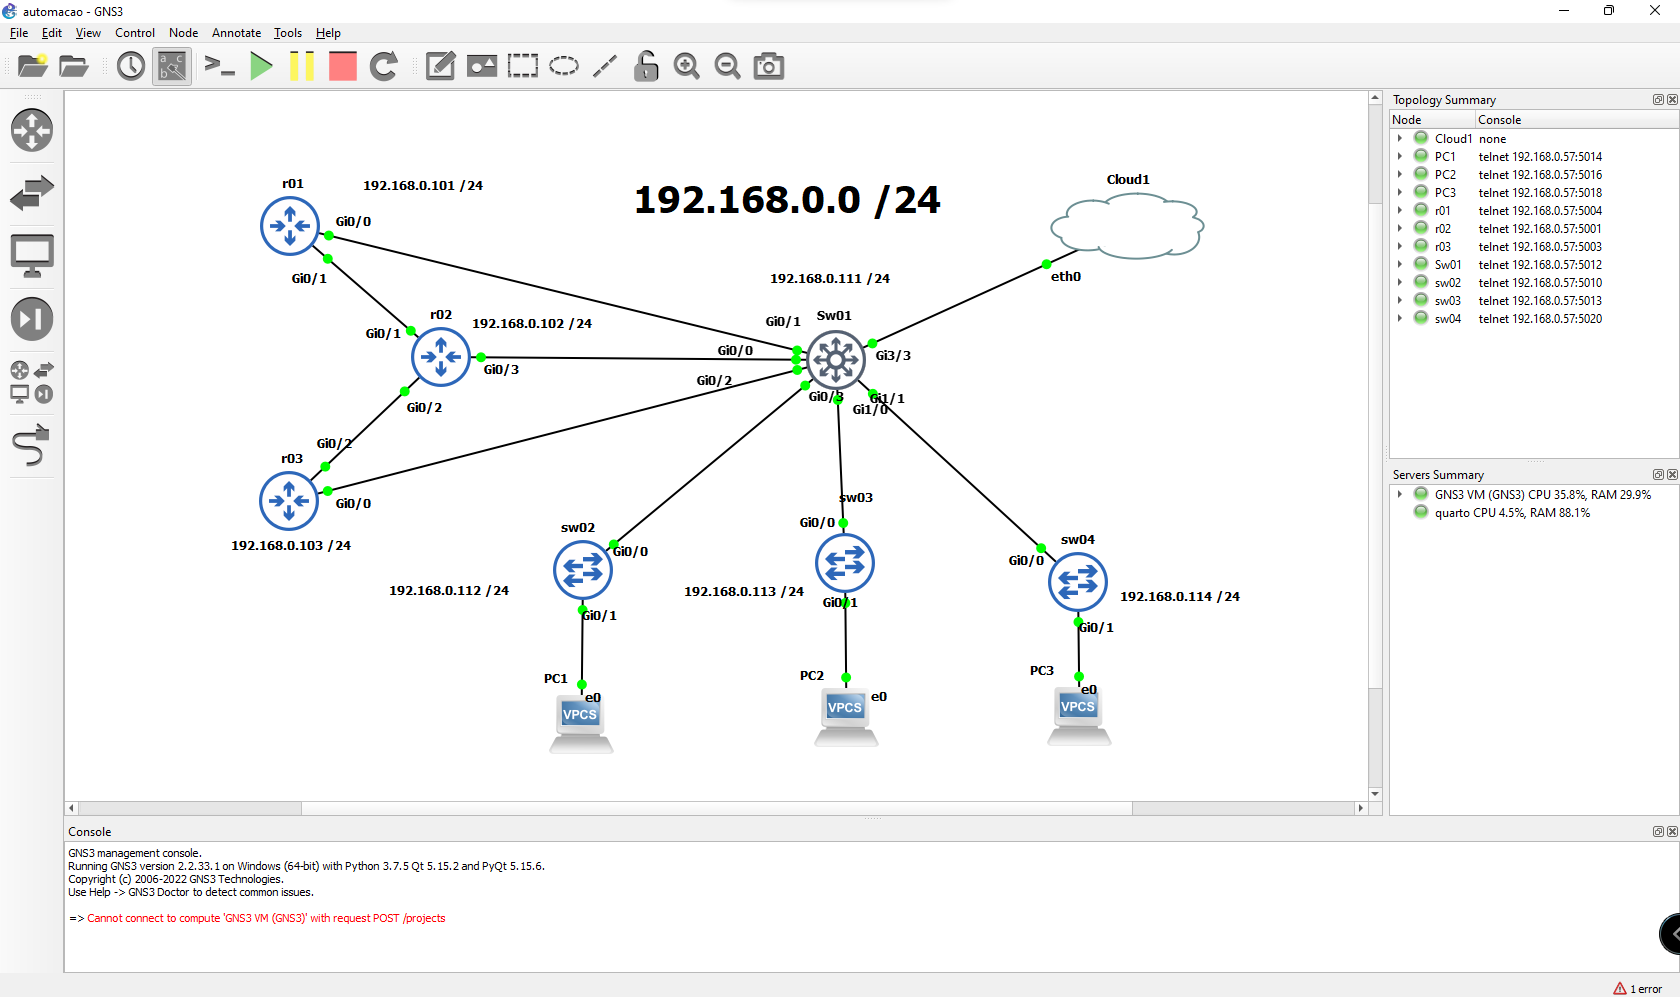 automacao - GNS3
File Edit View Control Node Annotate Tools Help
r01
192.168.0.101 /24
Gi0/0
Gi0/1
192.168.0.0 /24
Cloud1
eth0
192.168.0.111 /24
Sw01
Gi0/1
Gi0/0
Gi0/2
Gi0/3
Gi1/0
Gi1/1
Gi3/3
r02
192.168.0.102 /24
Gi0/1
Gi0/3
Gi0/2
Gi0/2
r03
Gi0/0
192.168.0.103 /24
sw02
Gi0/0
192.168.0.112 /24
Gi0/1
sw03
Gi0/0
192.168.0.113 /24
Gi0/1
sw04
Gi0/0
192.168.0.114 /24
Gi0/1
PC1
e0
VPCS
PC2
e0
VPCS
PC3
e0
VPCS
Topology Summary
Node Console
Cloud1 none
PC1 telnet 192.168.0.57:5014
PC2 telnet 192.168.0.57:5016
PC3 telnet 192.168.0.57:5018
r01 telnet 192.168.0.57:5004
r02 telnet 192.168.0.57:5001
r03 telnet 192.168.0.57:5003
Sw01 telnet 192.168.0.57:5012
sw02 telnet 192.168.0.57:5010
sw03 telnet 192.168.0.57:5013
sw04 telnet 192.168.0.57:5020
Servers Summary
GNS3 VM (GNS3) CPU 35.8%, RAM 29.9%
quarto CPU 4.5%, RAM 88.1%
Console
GNS3 management console.
Running GNS3 version 2.2.33.1 on Windows (64-bit) with Python 3.7.5 Qt 5.15.2 and PyQt 5.15.6.
Copyright (c) 2006-2022 GNS3 Technologies.
Use Help -> GNS3 Doctor to detect common issues.
=> Cannot connect to compute 'GNS3 VM (GNS3)' with request POST /projects
1 error